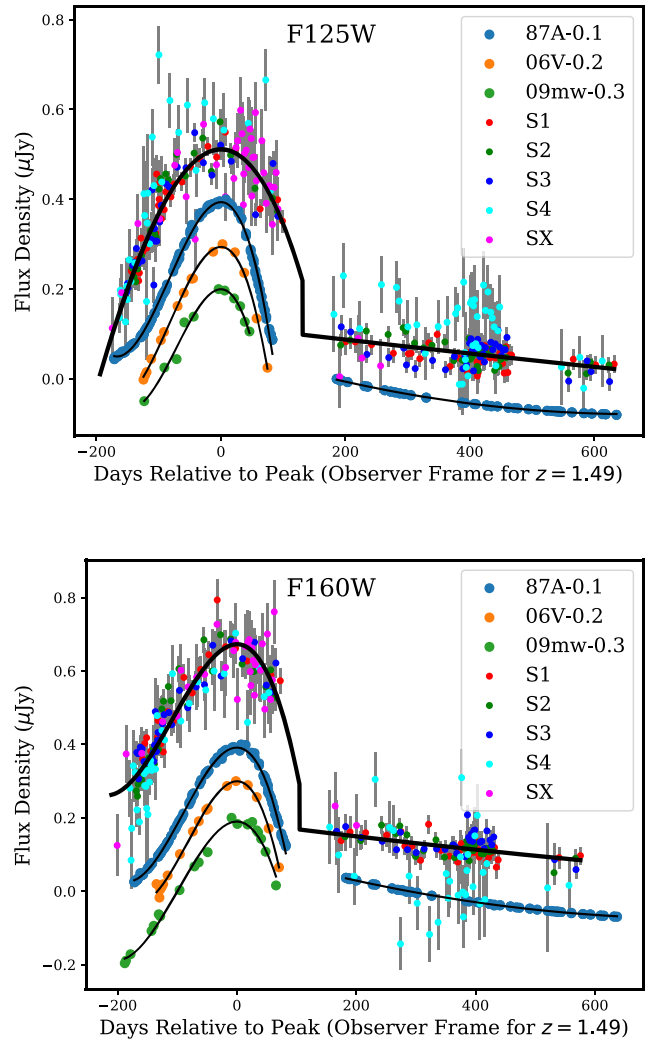 F125W
87A-0.1
06V-0.2
09mw-0.3
S1
S2
S3
S4
SX
0.8
0.6
0.4
0.2
0.0
Flux Density (μJy)
−200 0 200 400 600
Days Relative to Peak (Observer Frame for z = 1.49)
F160W
87A-0.1
06V-0.2
09mw-0.3
S1
S2
S3
S4
SX
0.8
0.6
0.4
0.2
0.0
−0.2
Flux Density (μJy)
−200 0 200 400 600
Days Relative to Peak (Observer Frame for z = 1.49)